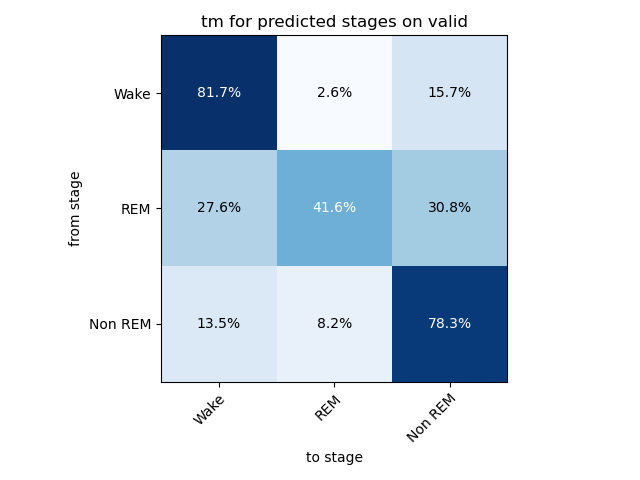 tm for predicted stages on valid
Wake 81.7% 2.6% 15.7%
REM 27.6% 41.6% 30.8%
from stage
Non REM 13.5% 8.2% 78.3%
Wake REM Non REM
to stage